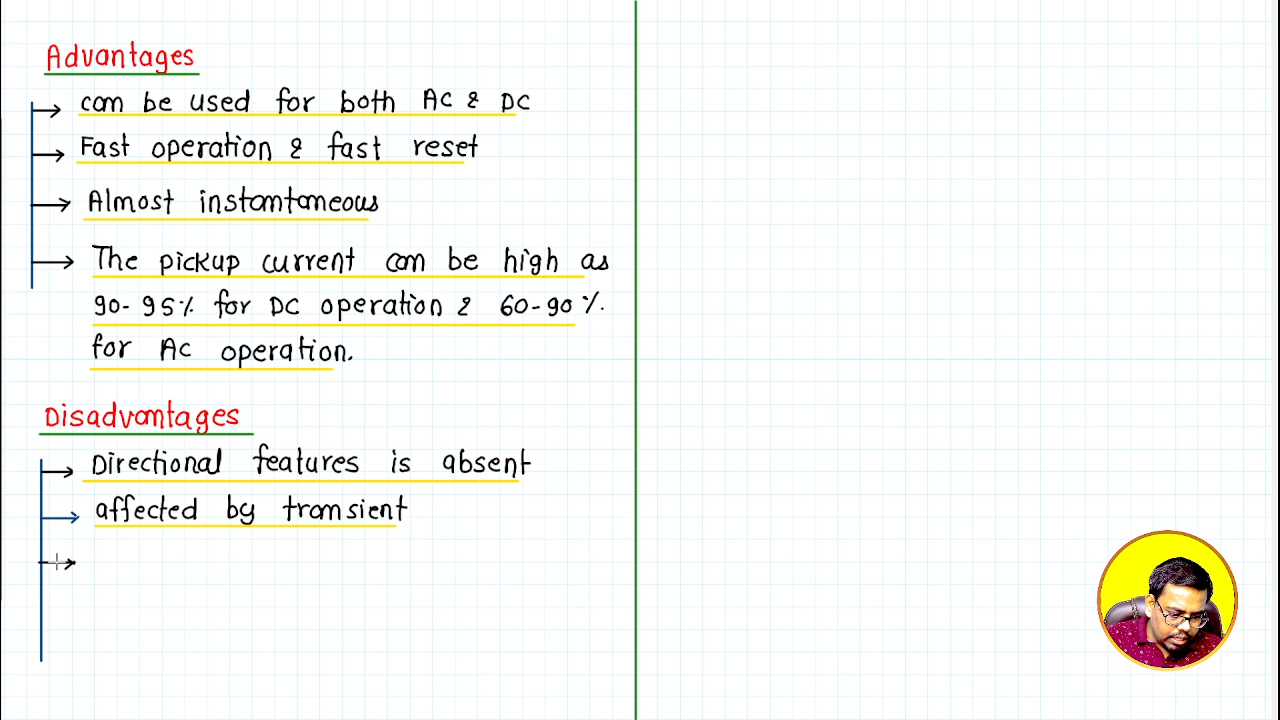 Advantages
can be used for both AC & DC
Fast operation & fast reset
Almost instantaneous
The pickup current can be high as
90-95% for DC operation & 60-90%.
for AC operation.
Disadvantages
Directional features is absent
affected by transient